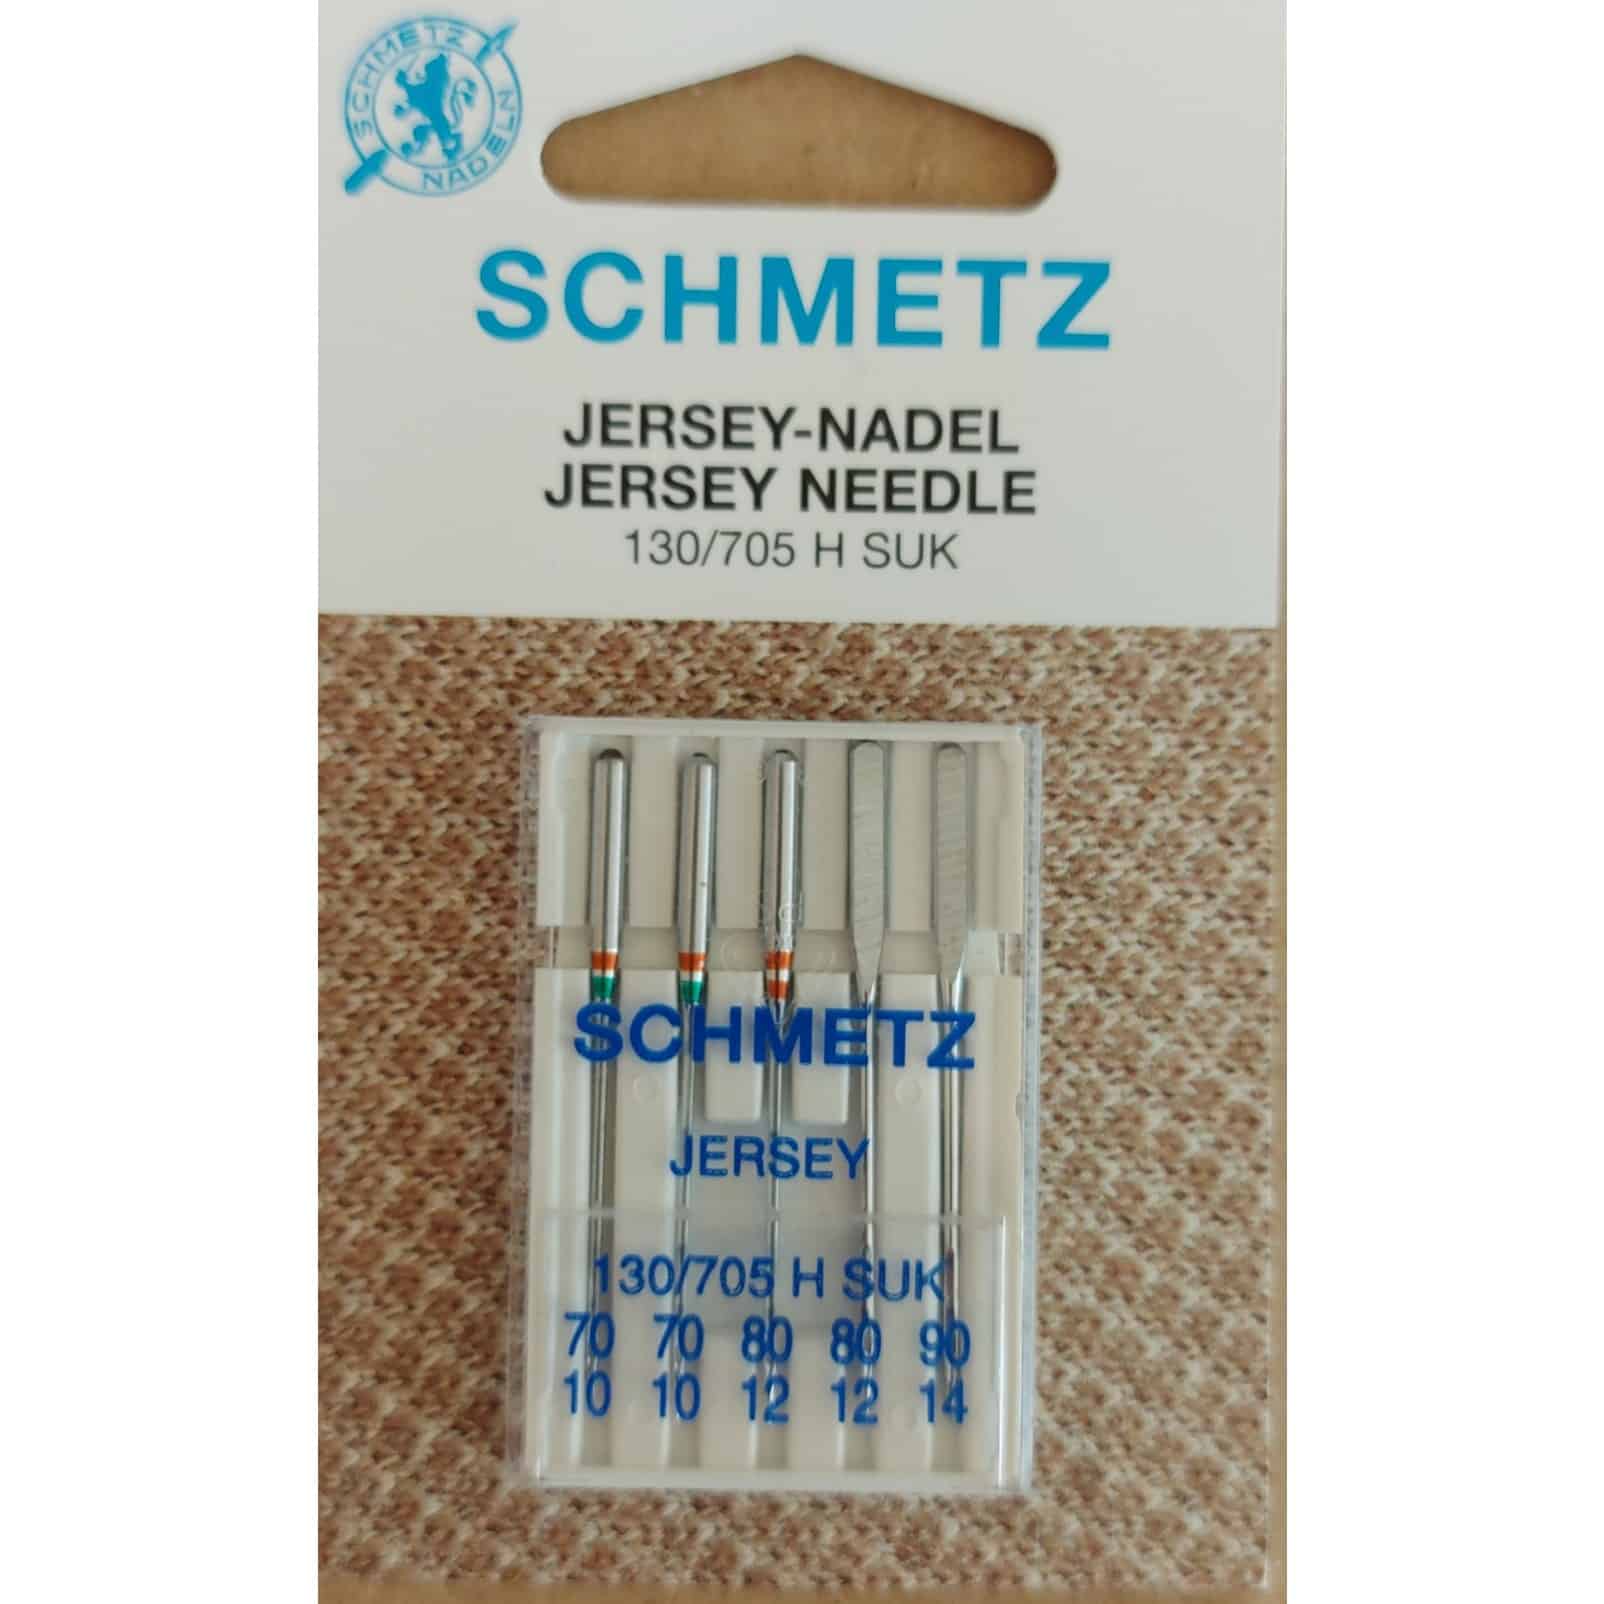 SCHMETZ
NADELN
SCHMETZ
JERSEY-NADEL
JERSEY NEEDLE
130/705 H SUK
SCHMETZ
JERSEY
130/705 H SUK
70 70 80 80 90
10 10 12 12 14